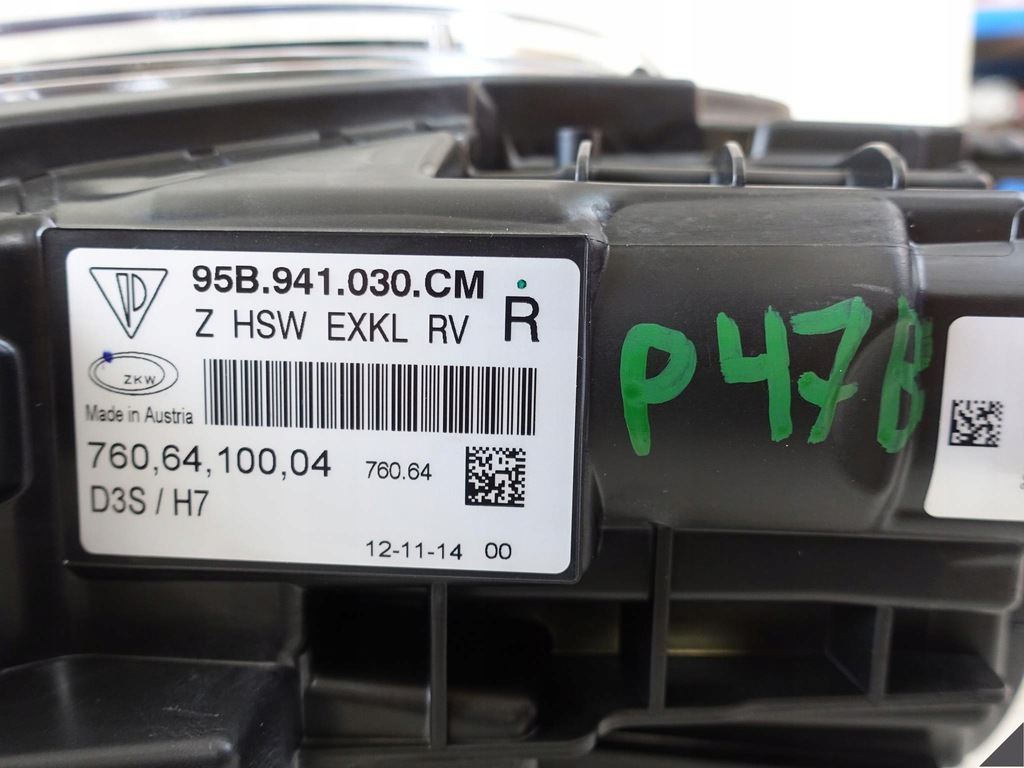 95B.941.030.CM
R
Z HSW EXKL RV
ZKW
Made in Austria
760,64,100,04
760.64
D3S / H7
12-11-14 00
P478